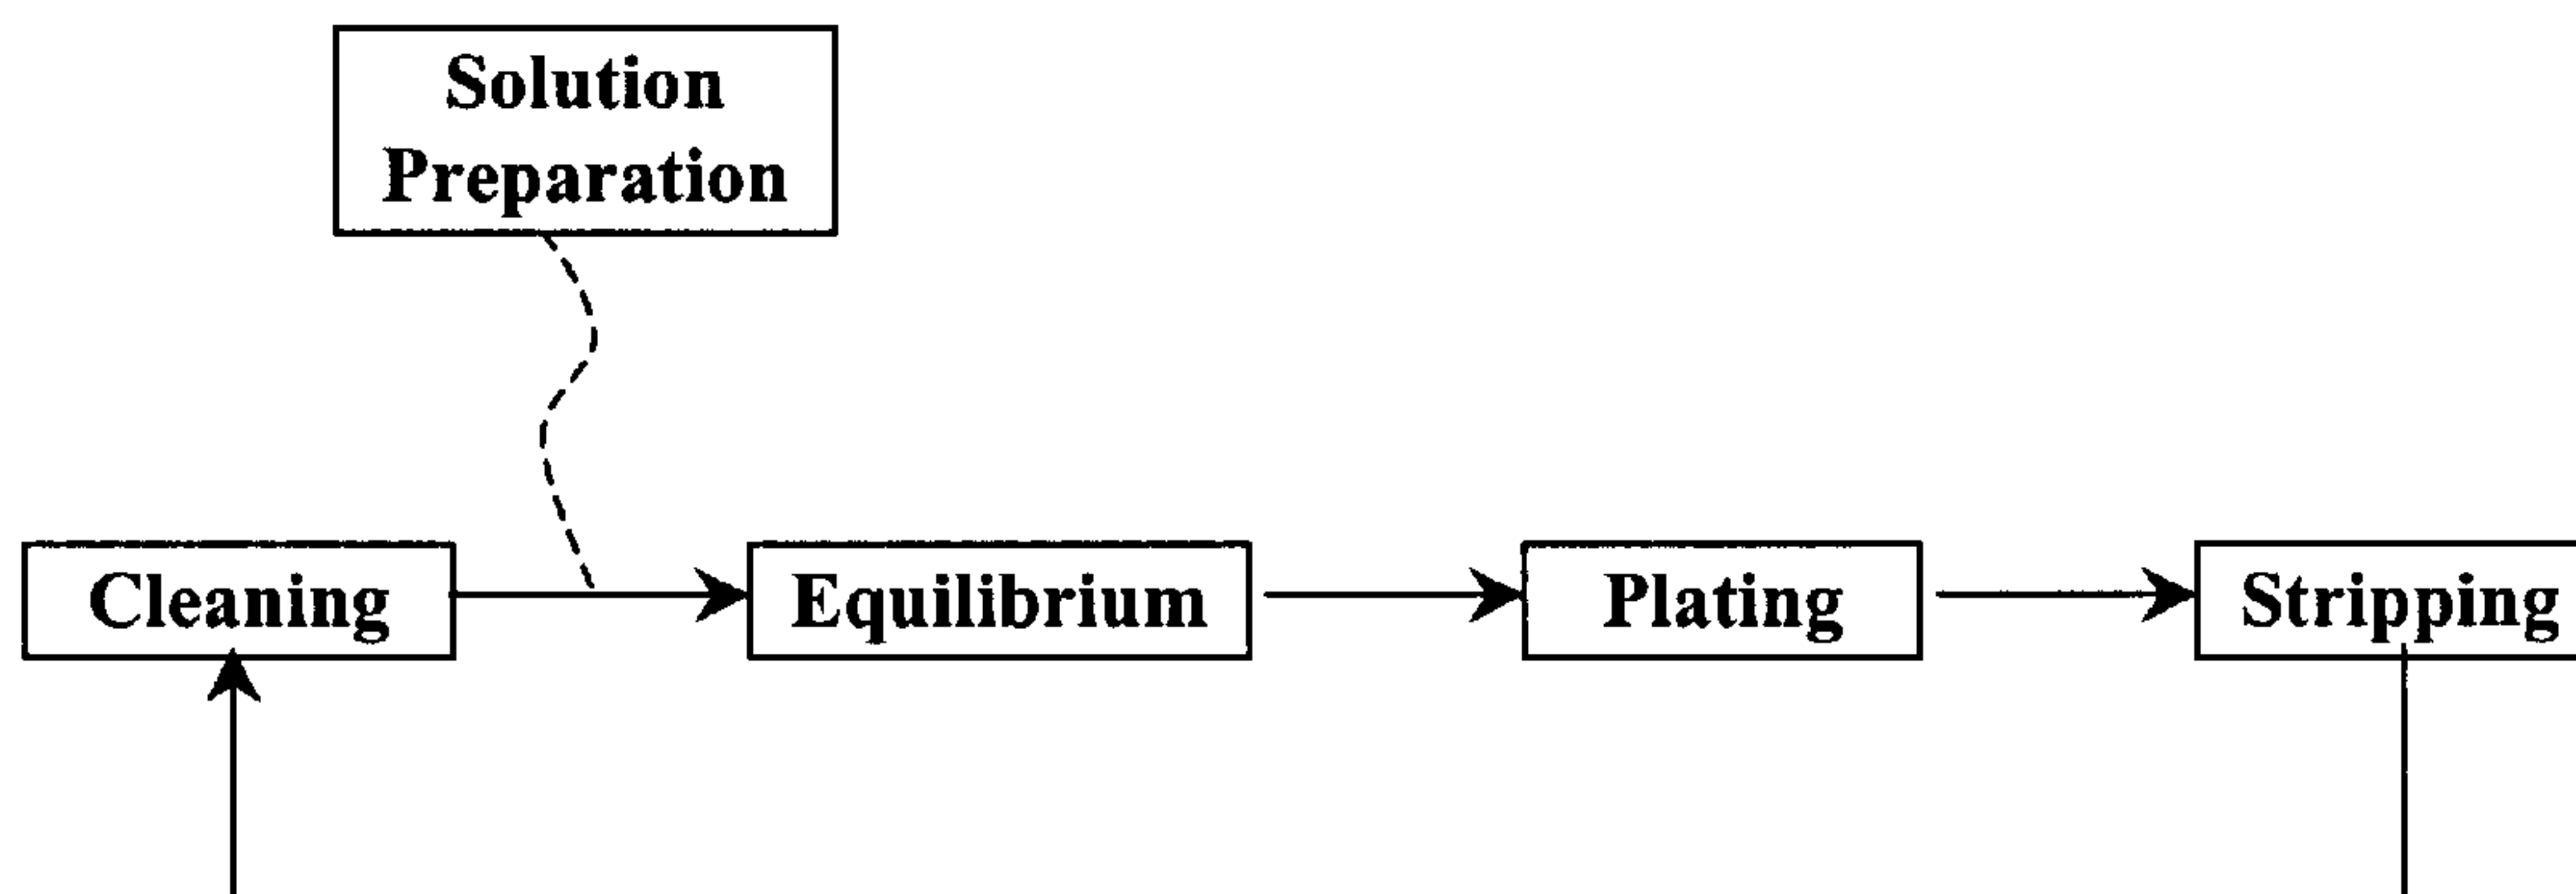 Solution
Preparation
Cleaning
Equilibrium
Plating
Stripping